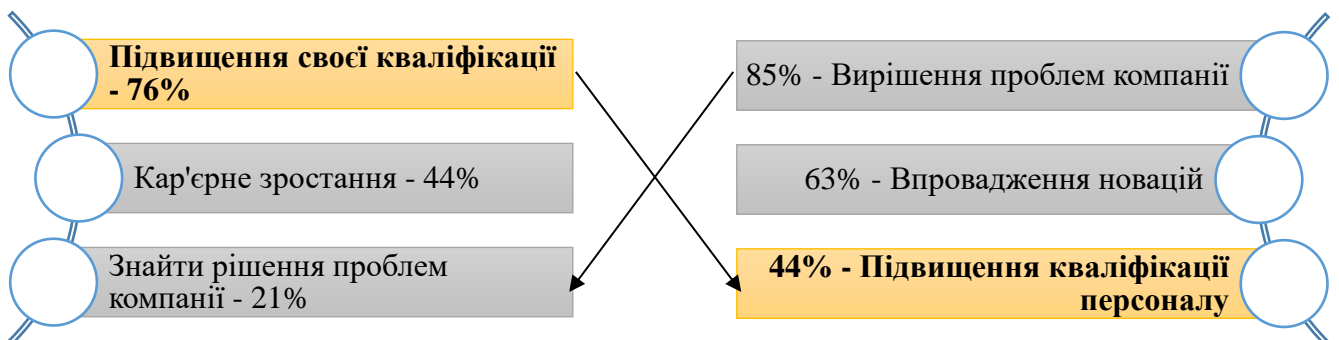 Підвищення своєї кваліфікації
- 76%
Кар'єрне зростання - 44%
Знайти рішення проблем
компанії - 21%
85% - Вирішення проблем компанії
63% - Впровадження новацій
44% - Підвищення кваліфікації
персоналу